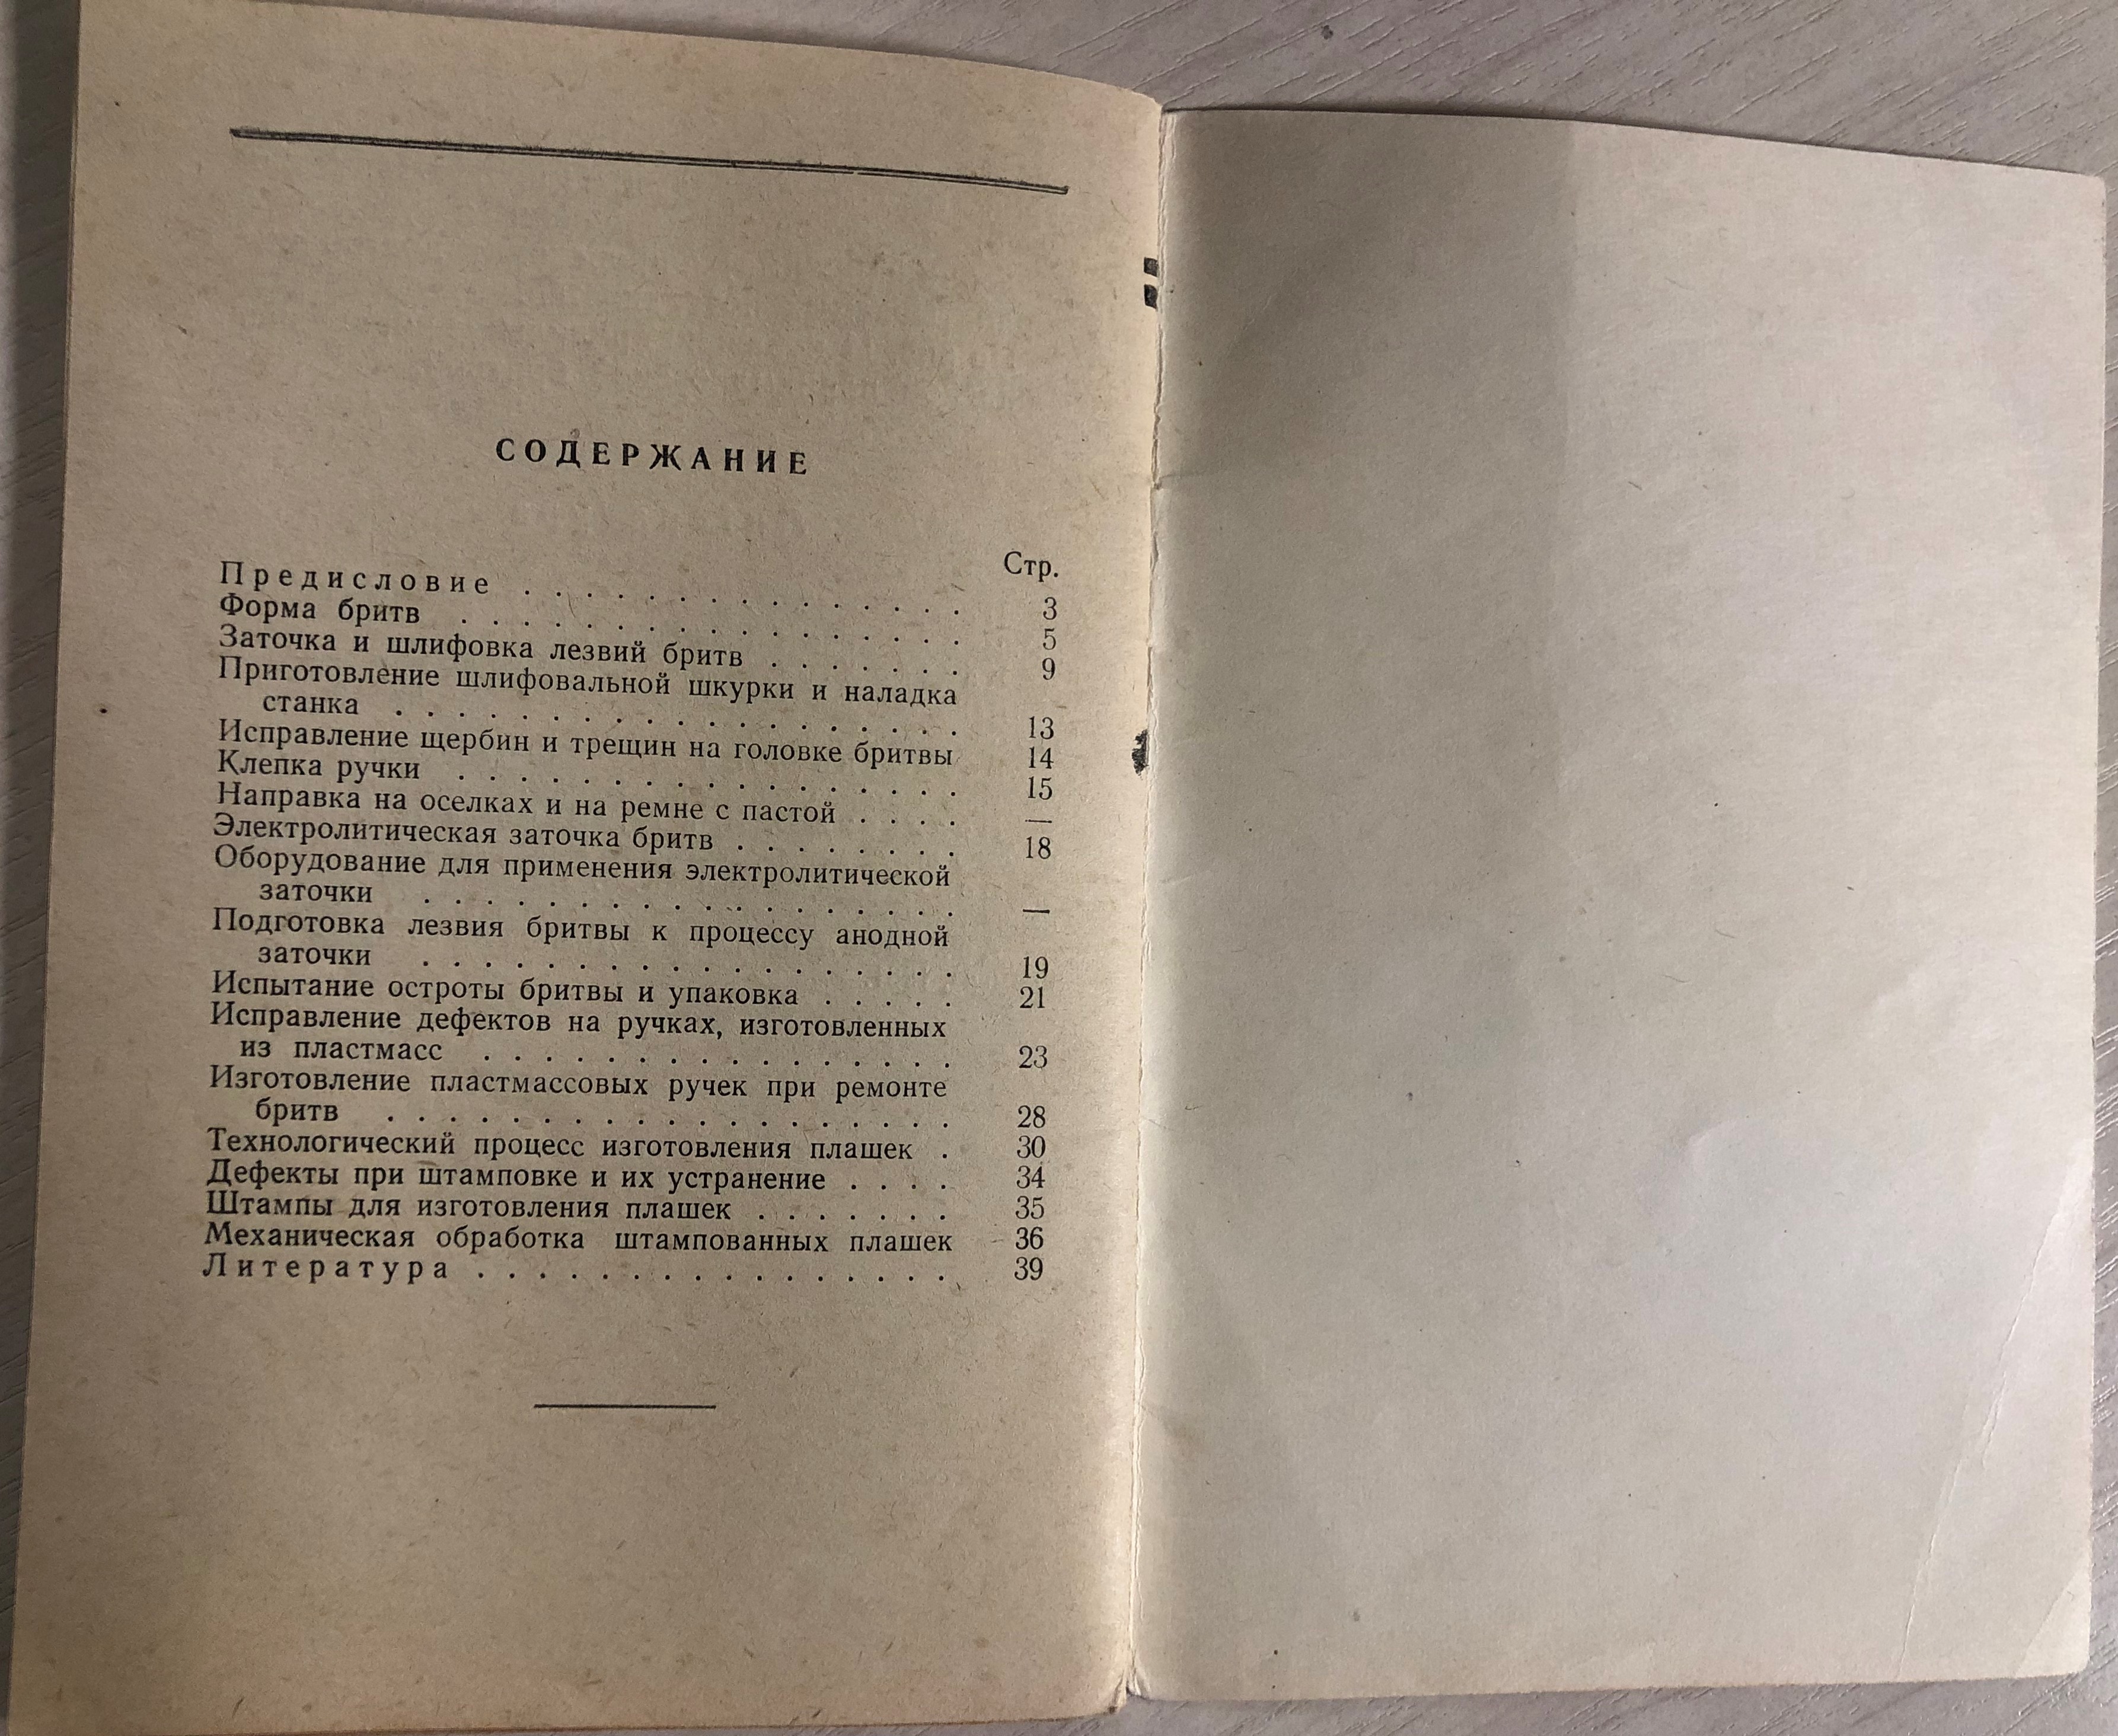 СОДЕРЖАНИЕ
Стр.
Предисловие . . . . . . . . . . . . . . . 3
Форма бритв . . . . . . . . . . . . . . . . . 5
Заточка и шлифовка лезвий бритв . . . . . . . 9
Приготовление шлифовальной шкурки и наладка
станка . . . . . . . . . . . . . . . . . . . 13
Исправление щербин и трещин на головке бритвы 14
Клепка ручки . . . . . . . . . . . . . . . . . 15
Направка на оселках и на ремне с пастой . . . . —
Электролитическая заточка бритв . . . . . . . . 18
Оборудование для применения электролитической
заточки . . . . . . . . . . . . . . . . . . —
Подготовка лезвия бритвы к процессу анодной
заточки . . . . . . . . . . . . . . . . . . 19
Испытание остроты бритвы и упаковка . . . . . 21
Исправление дефектов на ручках, изготовленных
из пластмасс . . . . . . . . . . . . . . . . 23
Изготовление пластмассовых ручек при ремонте
бритв . . . . . . . . . . . . . . . . . . . 28
Технологический процесс изготовления плашек . 30
Дефекты при штамповке и их устранение . . . . 34
Штампы для изготовления плашек . . . . . . . 35
Механическая обработка штампованных плашек 36
Литература . . . . . . . . . . . . . . . . 39